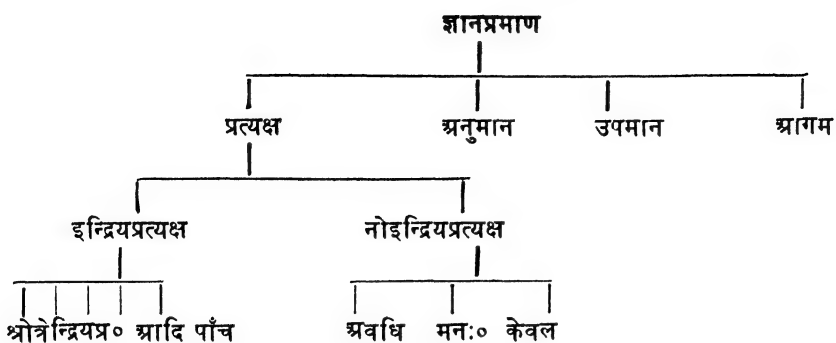 ज्ञानप्रमाण
प्रत्यक्ष अनुमान उपमान आगम
इन्द्रियप्रत्यक्ष नोइन्द्रियप्रत्यक्ष
श्रोत्रेन्द्रियप्र० आदि पाँच अवधि मनः० केवल